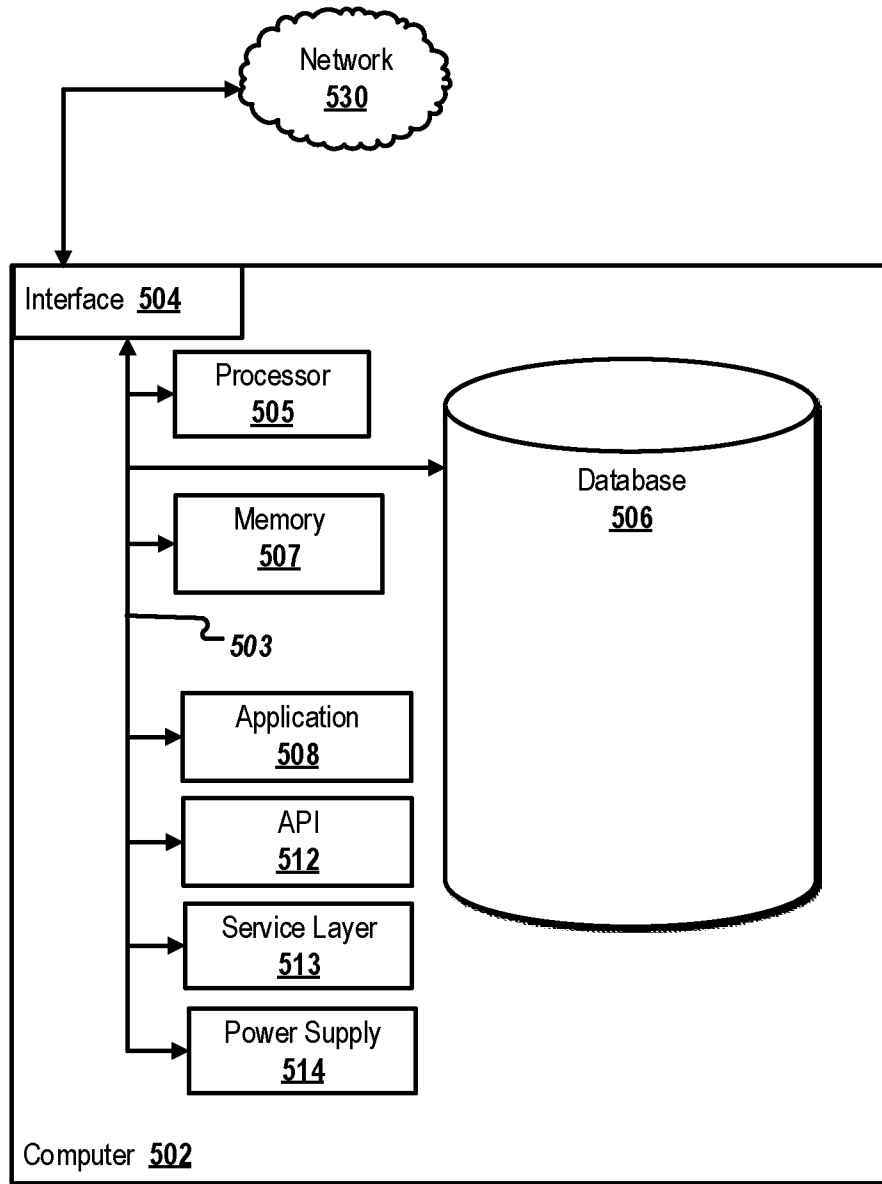 Network
530
Interface 504
Processor
505
Database
506
Memory
507
503
Application
508
API
512
Service Layer
513
Power Supply
514
Computer 502